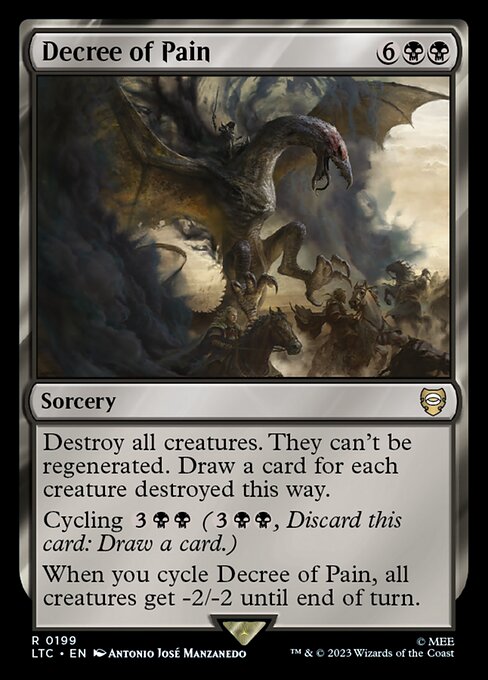 Decree of Pain 6
Sorcery
Destroy all creatures. They can't be
regenerated. Draw a card for each
creature destroyed this way.
Cycling 3 (3, Discard this
card: Draw a card.)
When you cycle Decree of Pain, all
creatures get -2/-2 until end of turn.
R 0199
LTC • EN Antonio José Manzanedo
© MEE
™ & © 2023 Wizards of the Coast